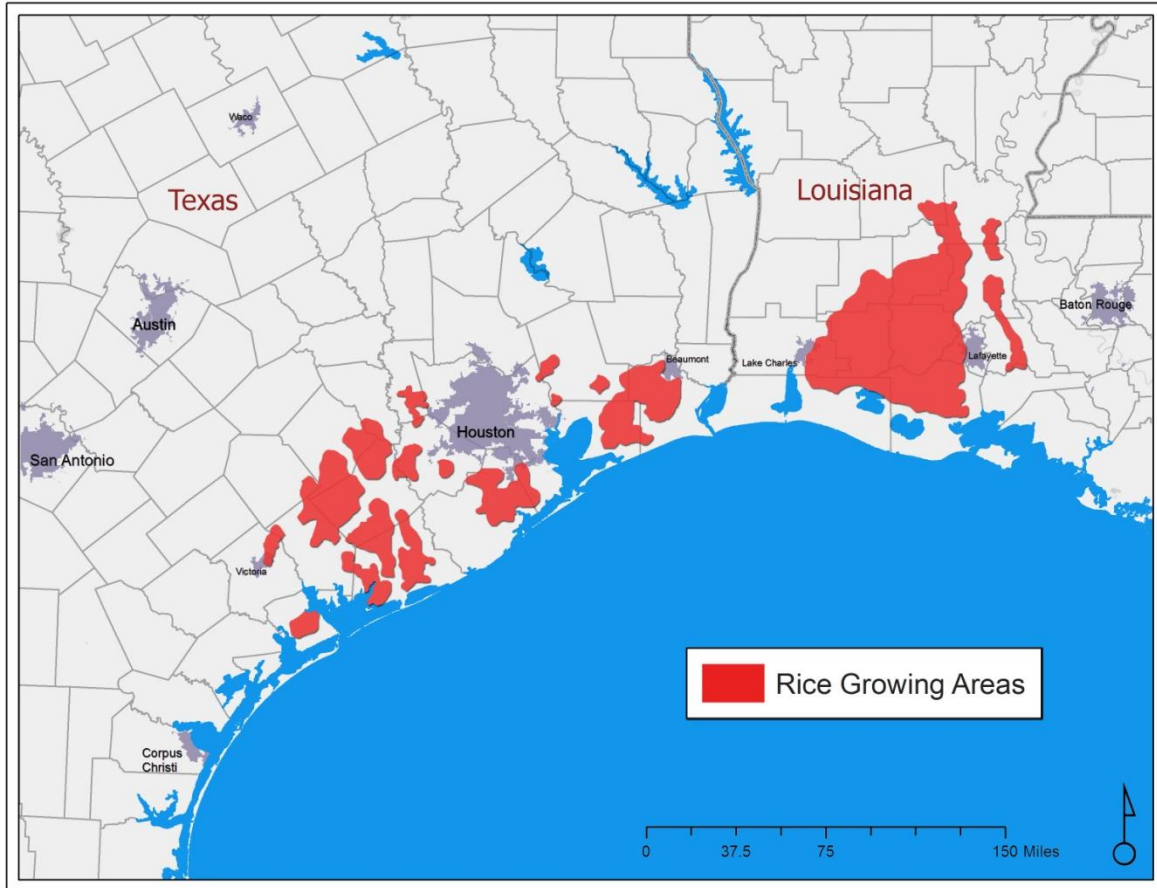 Waco
Texas
Louisiana
Austin
Baton Rouge
Beaumont
Lake Charles
Lafayette
Houston
San Antonio
Victoria
Rice Growing Areas
Corpus
Christi
0
37.5
75
150 Miles